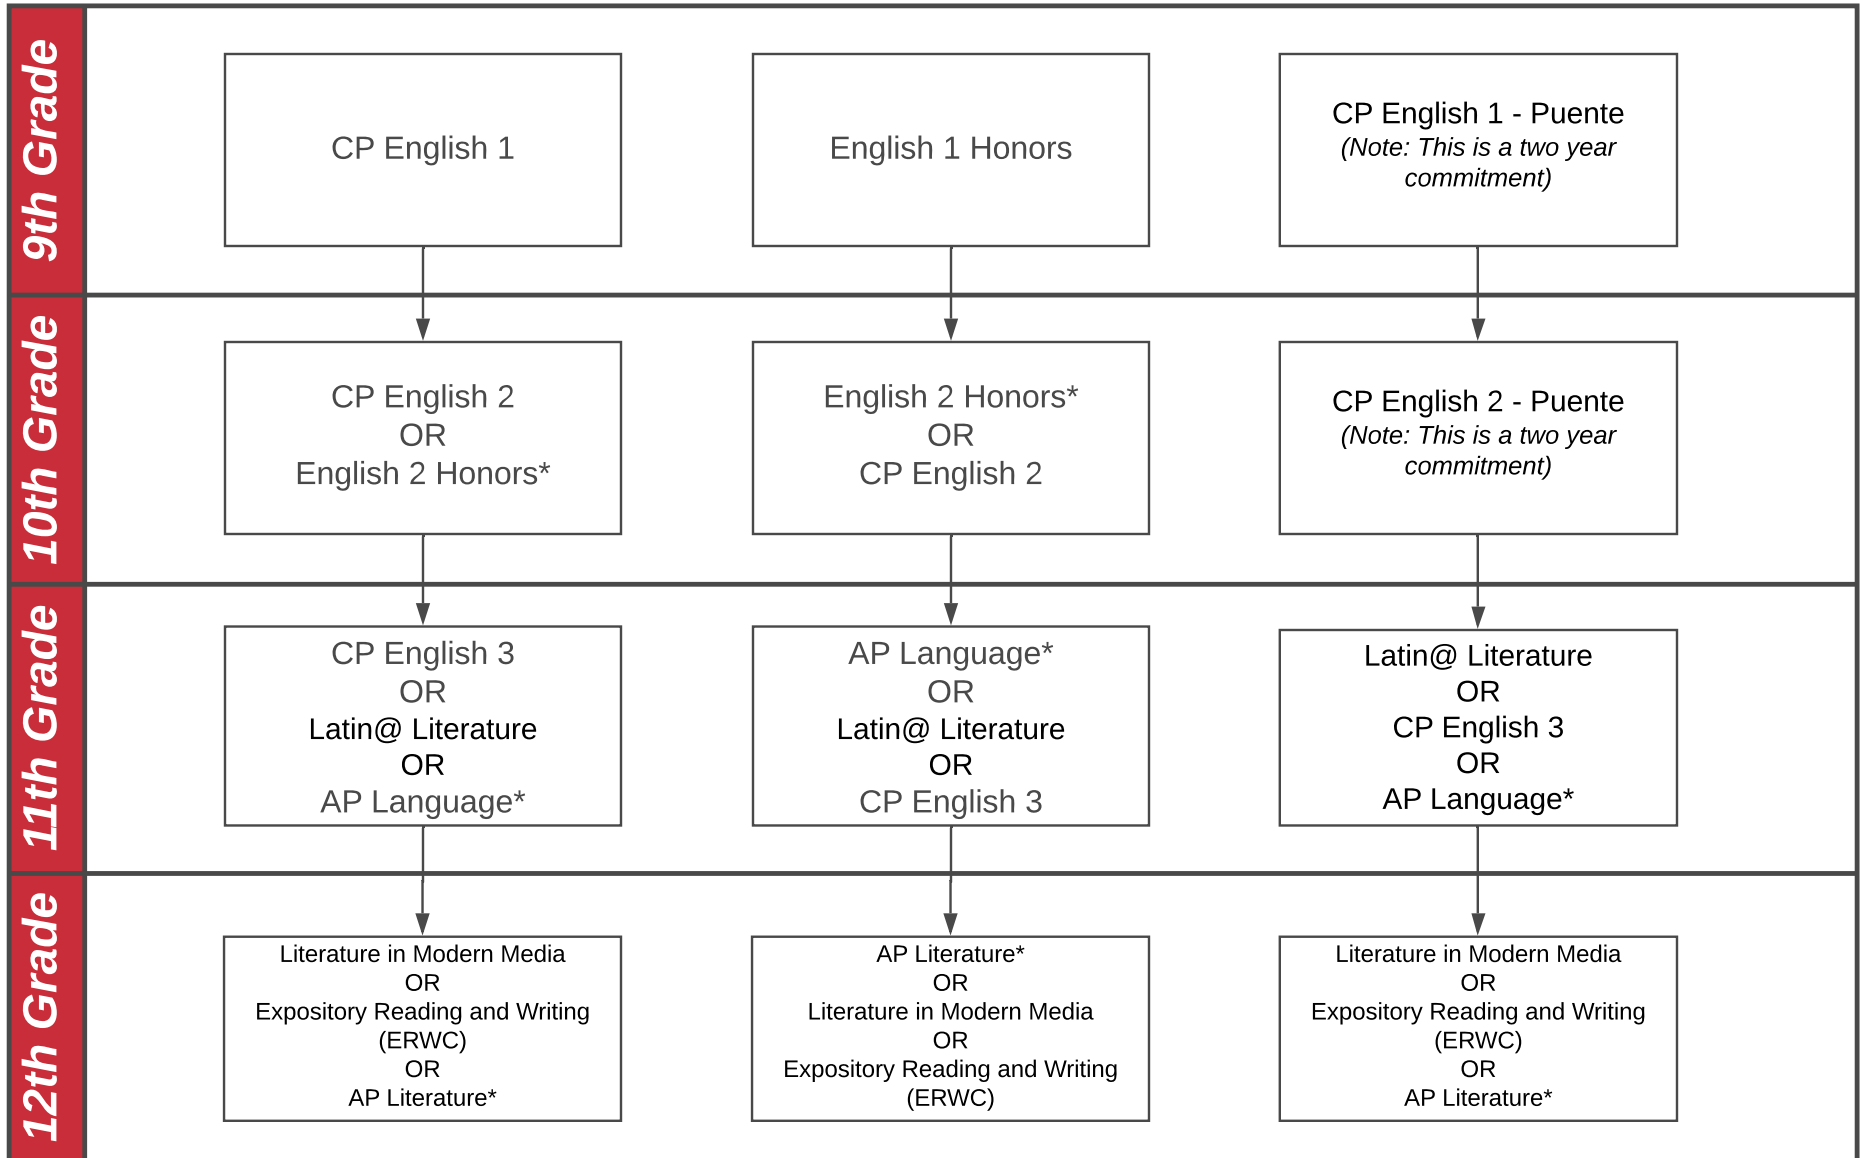 9th Grade
CP English 1
English 1 Honors
CP English 1 - Puente
(Note: This is a two year
commitment)
10th Grade
CP English 2
OR
English 2 Honors*
English 2 Honors*
OR
CP English 2
CP English 2 - Puente
(Note: This is a two year
commitment)
11th Grade
CP English 3
OR
Latin@ Literature
OR
AP Language*
AP Language*
OR
Latin@ Literature
OR
CP English 3
Latin@ Literature
OR
CP English 3
OR
AP Language*
12th Grade
Literature in Modern Media
OR
Expository Reading and Writing
(ERWC)
OR
AP Literature*
AP Literature*
OR
Literature in Modern Media
OR
Expository Reading and Writing
(ERWC)
Literature in Modern Media
OR
Expository Reading and Writing
(ERWC)
OR
AP Literature*